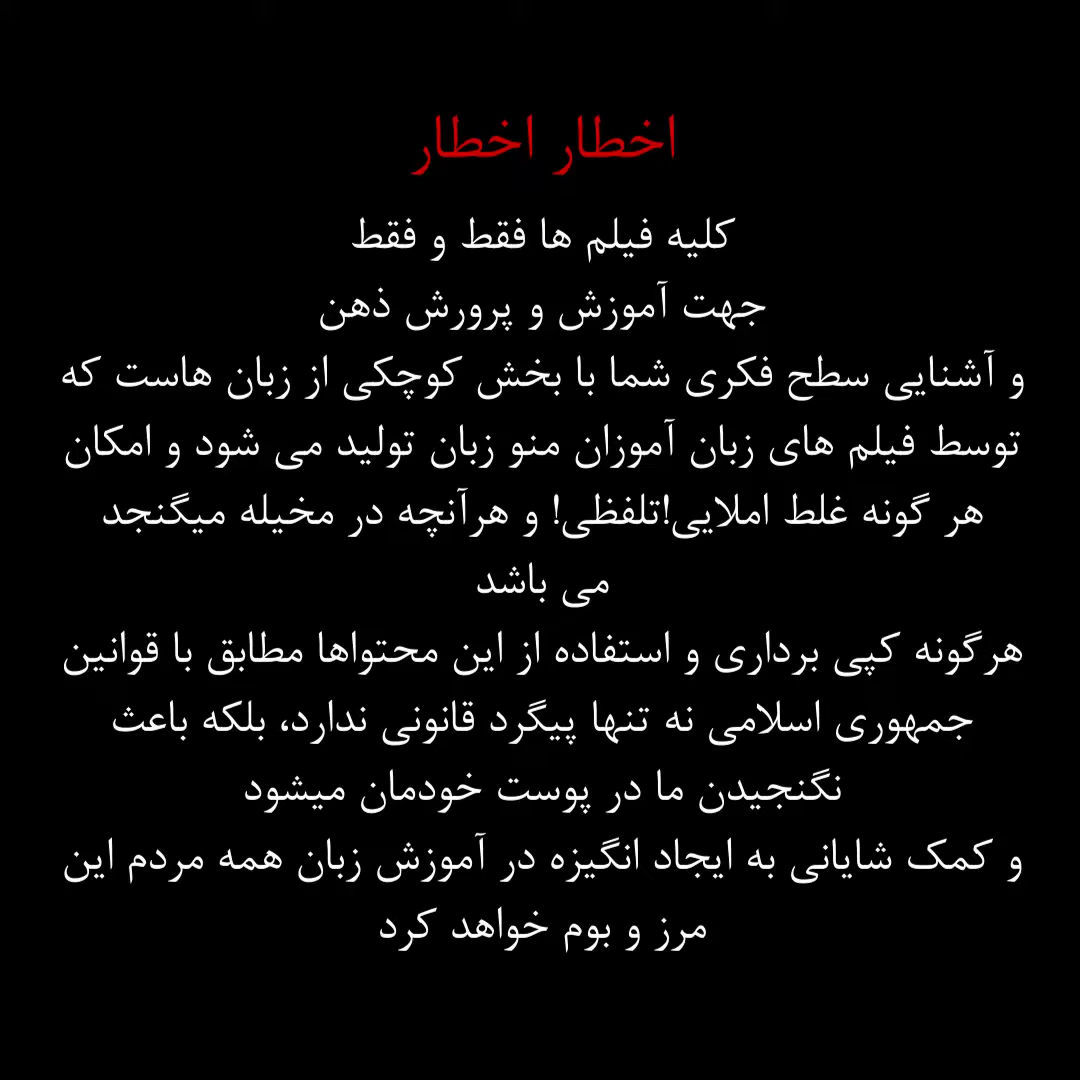 اخطار اخطار
کلیه فیلم ها فقط و فقط
جهت آموزش و پرورش ذهن
و آشنایی سطح فکری شما با بخش کوچکی از زبان هاست که
توسط فیلم های زبان آموزان منو زبان تولید می شود و امکان
هر گونه غلط املایی!تلفظی! و هرآنچه در مخیله میگنجد
می باشد
هرگونه کپی برداری و استفاده از این محتواها مطابق با قوانین
جمهوری اسلامی نه تنها پیگرد قانونی ندارد، بلکه باعث
نگنجیدن ما در پوست خودمان میشود
و کمک شایانی به ایجاد انگیزه در آموزش زبان همه مردم این
مرز و بوم خواهد کرد